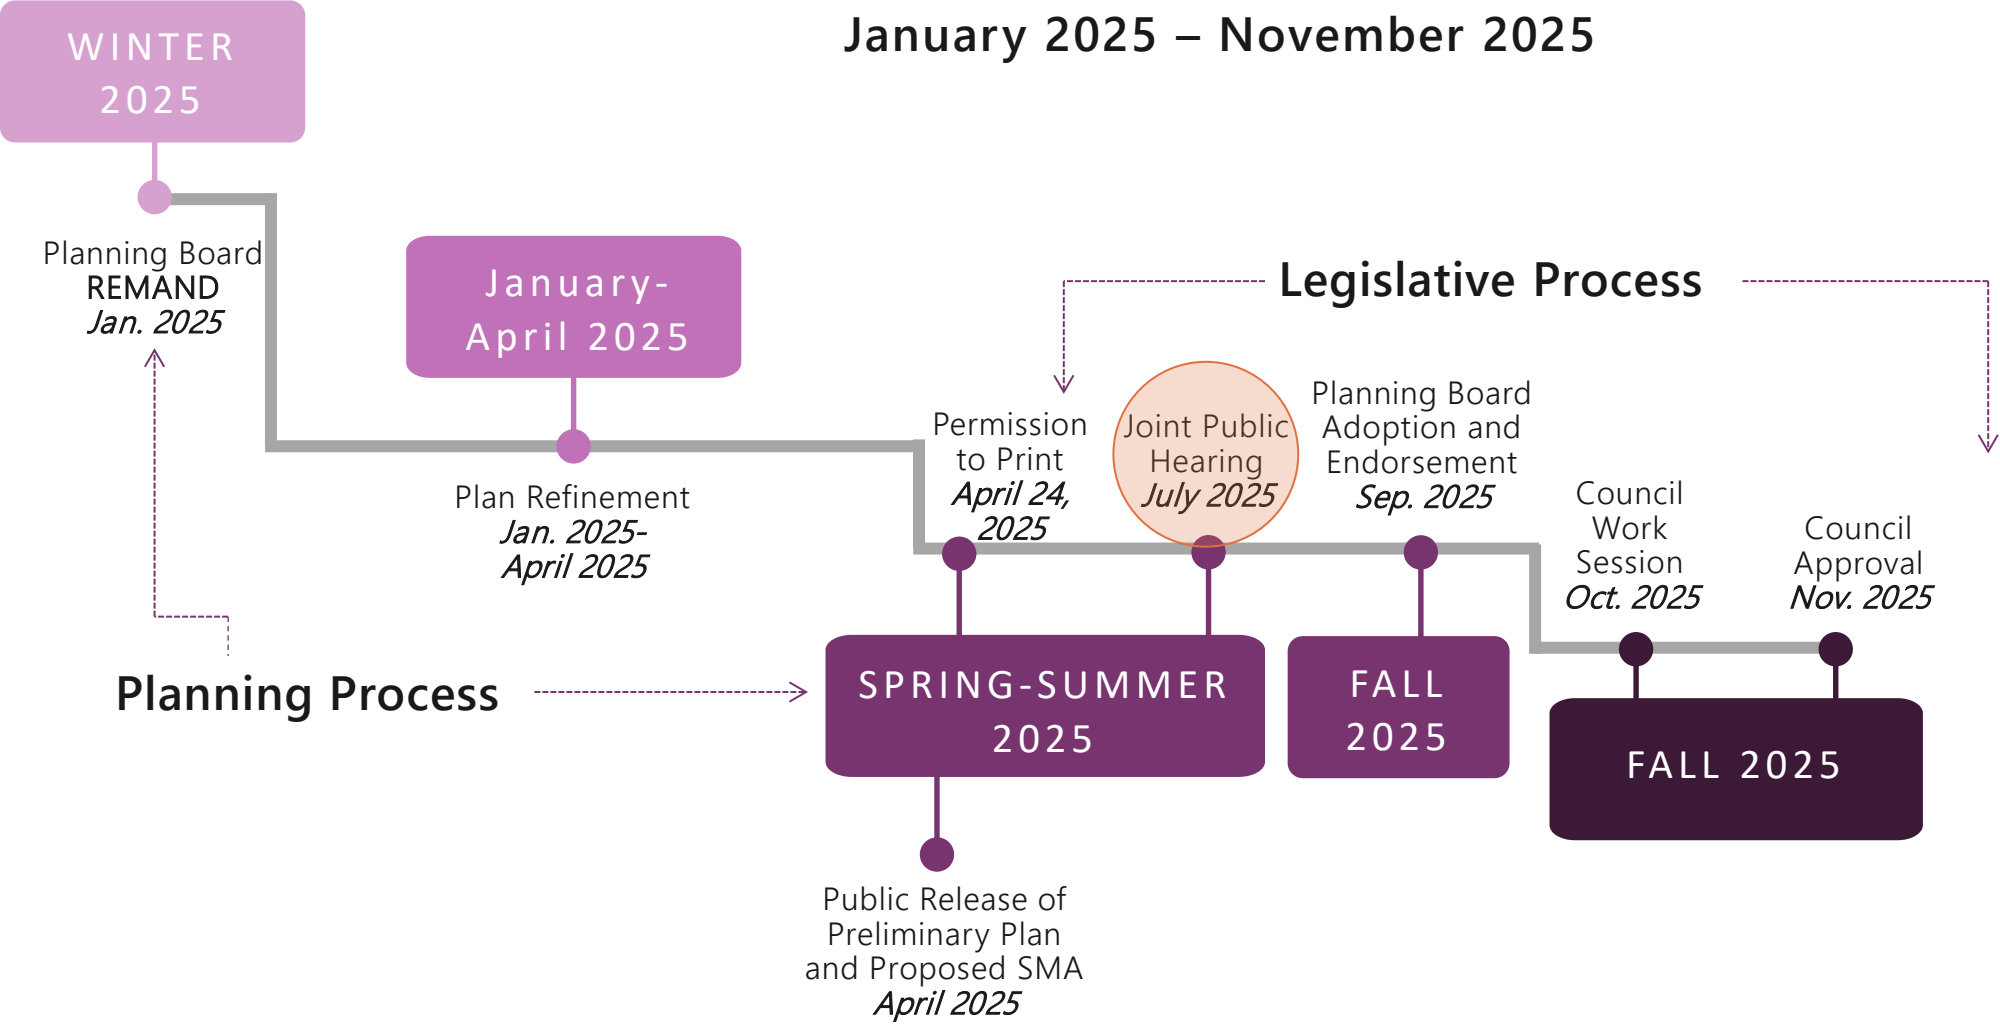 January 2025 – November 2025
WINTER
2025
Planning Board
REMAND
Jan. 2025
January-
April 2025
Plan Refinement
Jan. 2025-
April 2025
Legislative Process
Permission
to Print
April 24,
2025
Joint Public
Hearing
July 2025
Planning Board
Adoption and
Endorsement
Sep. 2025
Council
Work
Session
Oct. 2025
Council
Approval
Nov. 2025
Planning Process
SPRING-SUMMER
2025
FALL
2025
FALL 2025
Public Release of
Preliminary Plan
and Proposed SMA
April 2025